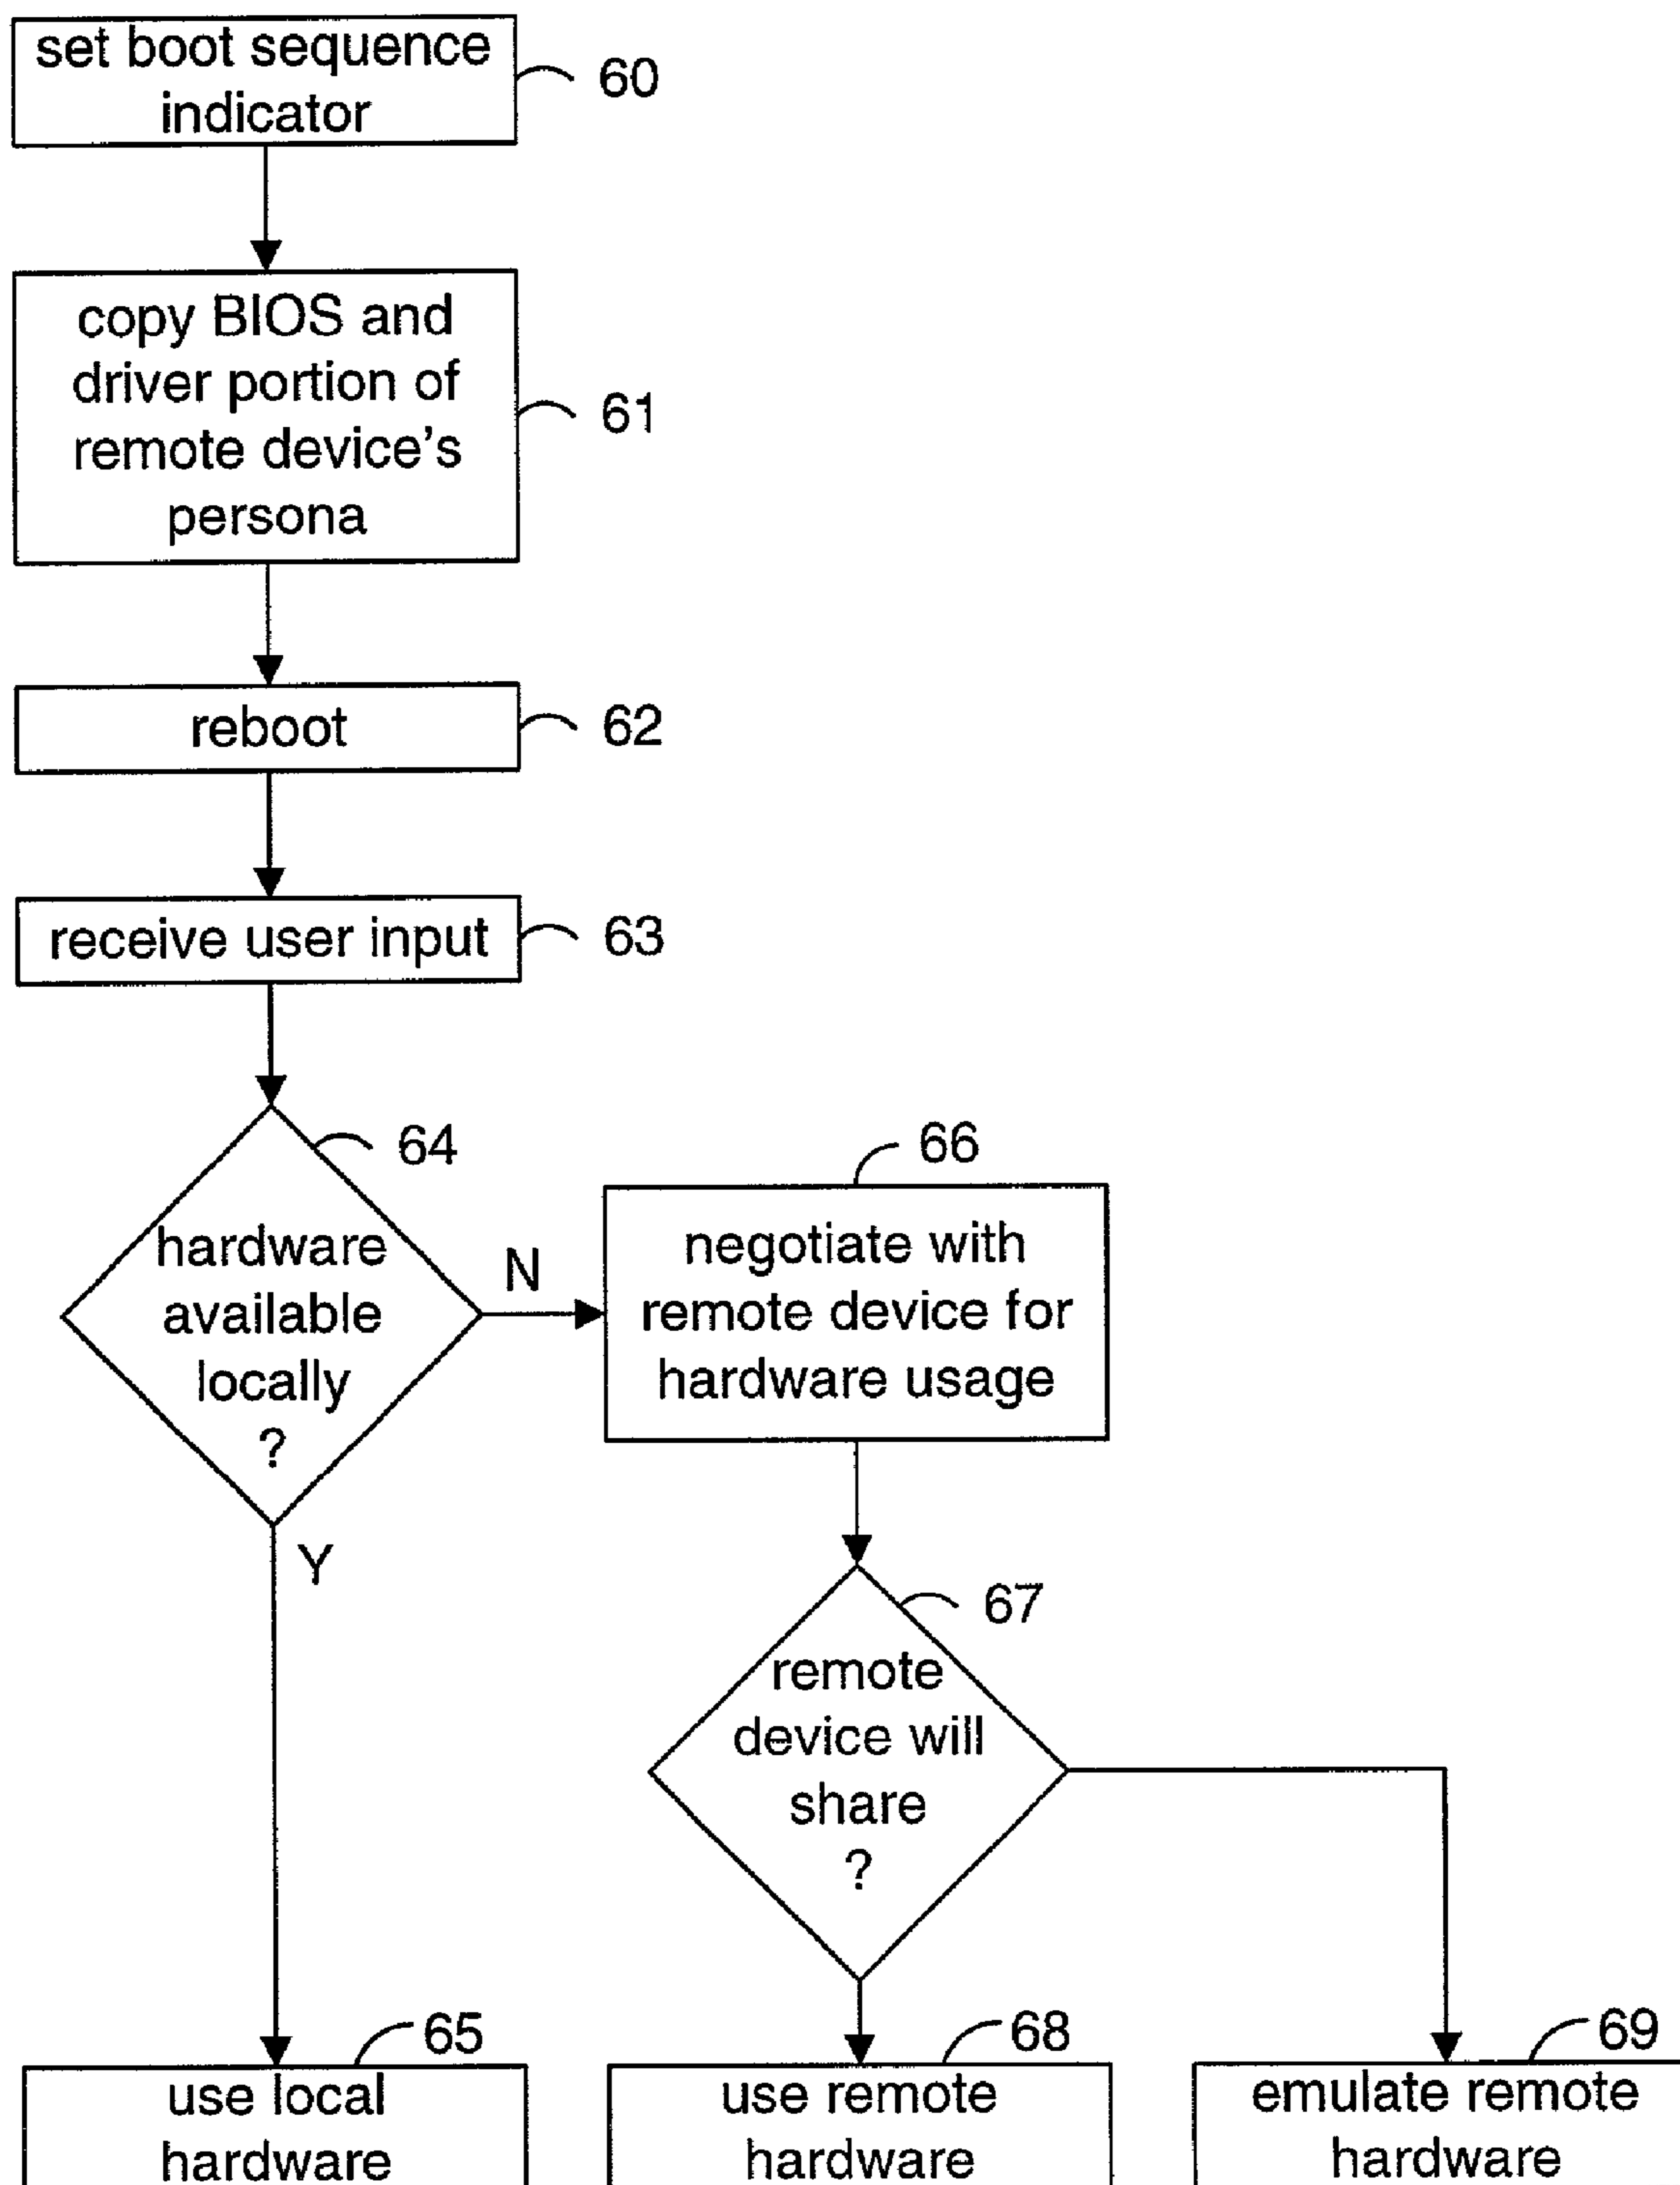 set boot sequence
indicator
60
copy BIOS and
driver portion of
remote device's
persona
61
reboot
62
receive user input
63
64
hardware
available
locally
?
N
Y
66
negotiate with
remote device for
hardware usage
67
remote
device will
share
?
65
use local
hardware
68
use remote
hardware
69
emulate remote
hardware